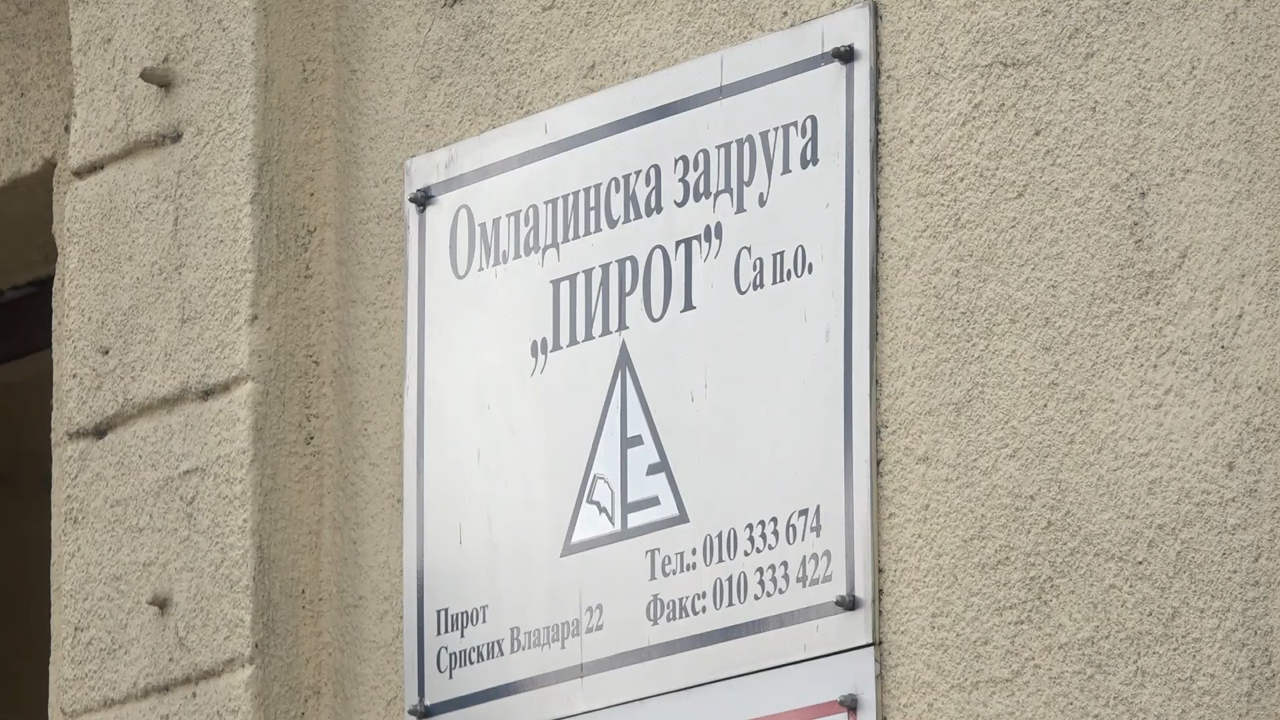 Омладинска задруга
„ПИРОТ” Са п.о.
Тел.: 010 333 674
Факс: 010 333 422
Пирот
Српских Владара 22